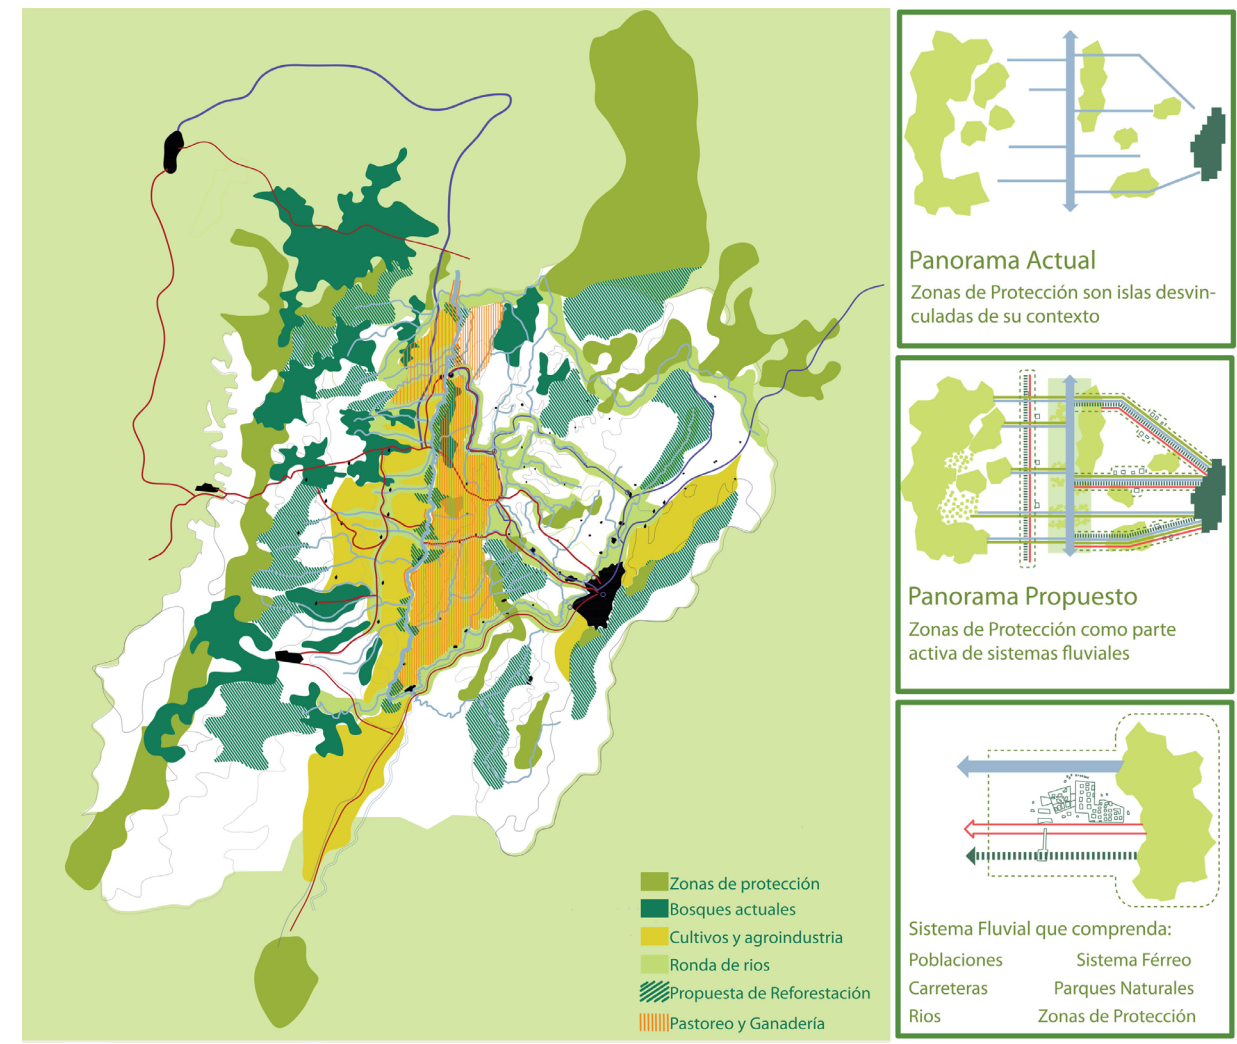 Zonas de protección
Bosques actuales
Cultivos y agroindustria
Ronda de rios
Propuesta de Reforestación
Pastoreo y Ganadería
Panorama Actual
Zonas de Protección son islas desvin-
culadas de su contexto
Panorama Propuesto
Zonas de Protección como parte
activa de sistemas fluviales
Sistema Fluvial que comprenda:
Poblaciones Sistema Férreo
Carreteras Parques Naturales
Rios Zonas de Protección